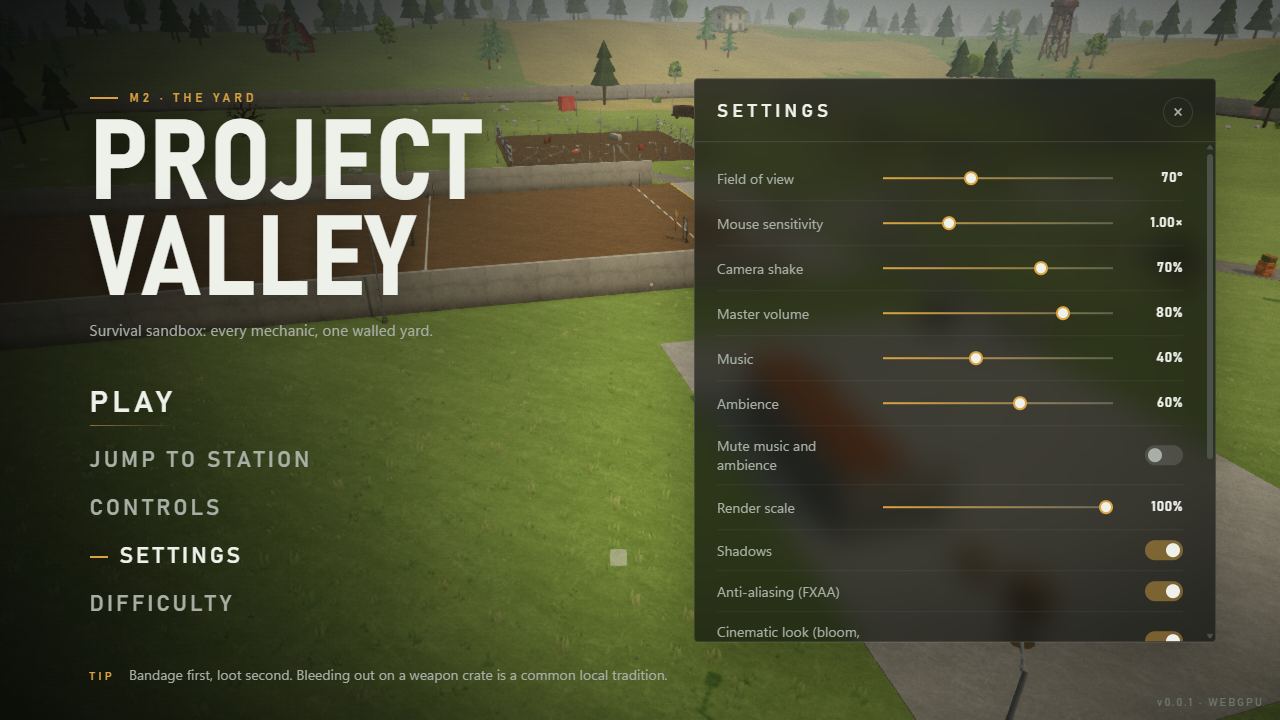 M2 · THE YARD
PROJECT
VALLEY
Survival sandbox: every mechanic, one walled yard.
PLAY
JUMP TO STATION
CONTROLS
SETTINGS
DIFFICULTY
TIP Bandage first, loot second. Bleeding out on a weapon crate is a common local tradition.
SETTINGS
×
Field of view 70°
Mouse sensitivity 1.00×
Camera shake 70%
Master volume 80%
Music 40%
Ambience 60%
Mute music and
ambience
Render scale 100%
Shadows
Anti-aliasing (FXAA)
Cinematic look (bloom,
v0.0.1 · WEBGPU